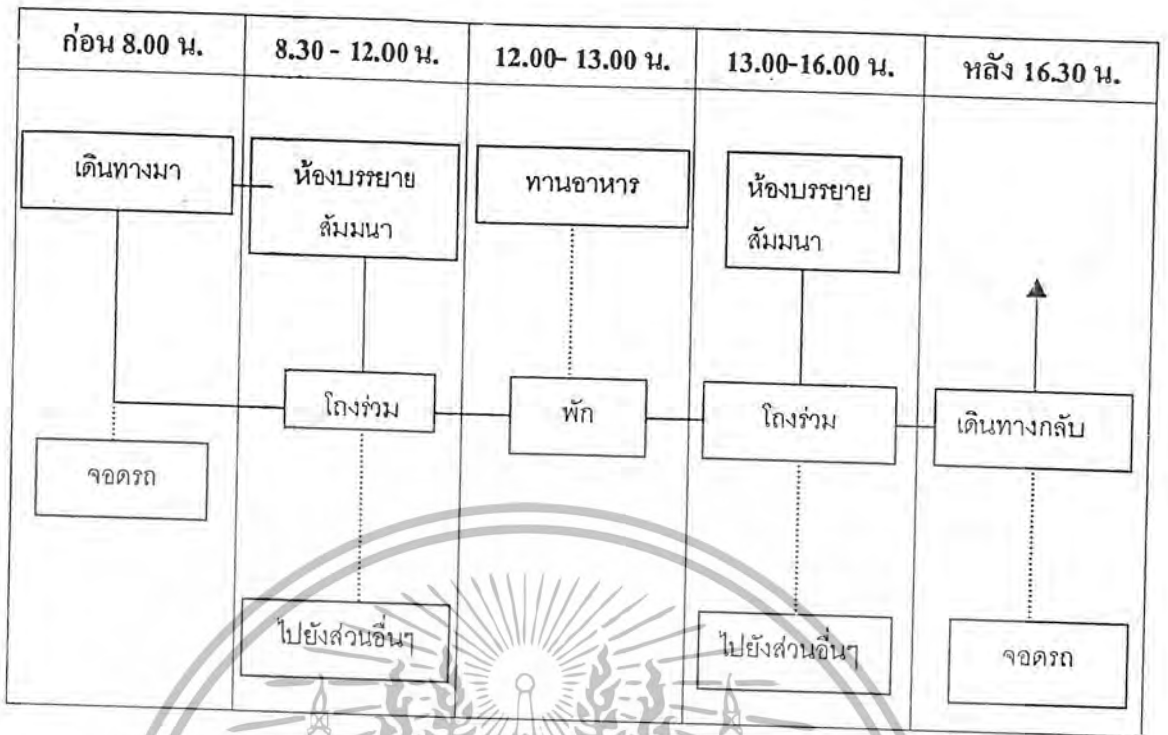 ก่อน 8.00 น.
8.30 - 12.00 น.
12.00- 13.00 น.
13.00-16.00 น.
หลัง 16.30 น.
เดินทางมา
ห้องบรรยาย
สัมมนา
ทานอาหาร
ห้องบรรยาย
สัมมนา
โถงร่วม
พัก
โถงร่วม
เดินทางกลับ
จอดรถ
ไปยังส่วนอื่นๆ
ไปยังส่วนอื่นๆ
จอดรถ